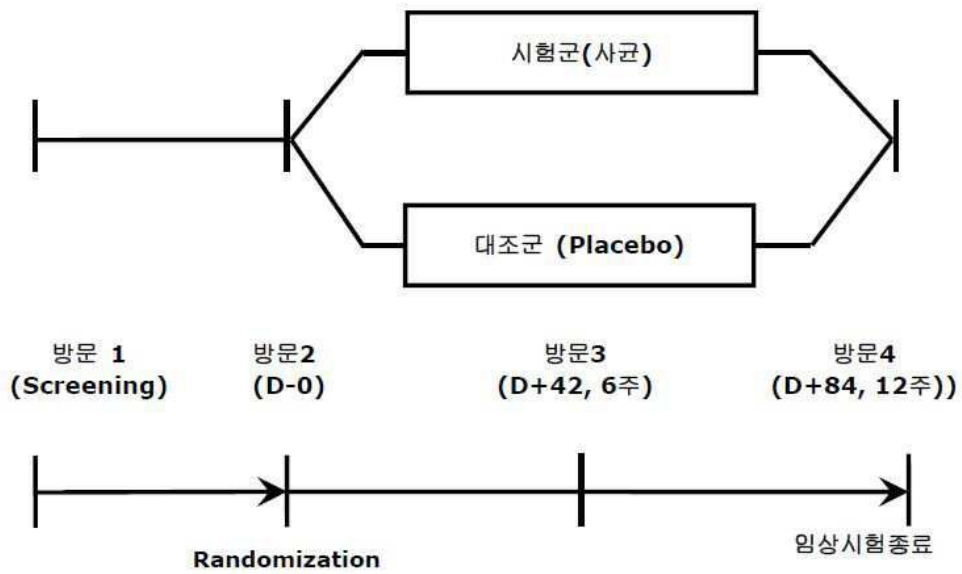 시험군(사균)
대조군 (Placebo)
방문 1
(Screening)
방문2
(D-0)
방문3
(D+42, 6주)
방문4
(D+84, 12주))
Randomization
임상시험종료